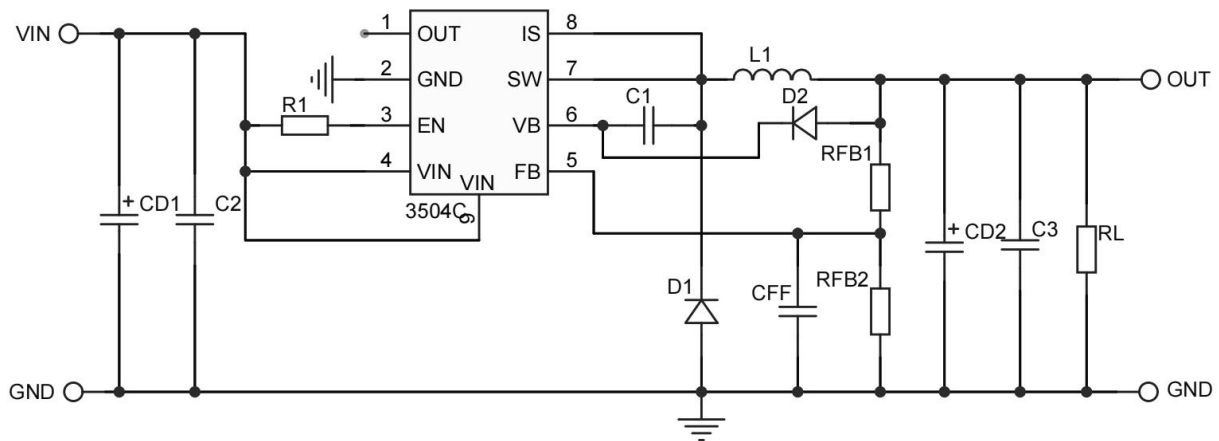 VIN
1 OUT IS 8
2 GND SW 7
L1
OUT
R1
3 EN VB 6
C1
D2
4 VIN FB 5
VIN
3504C
9
RFB1
+ CD1
C2
D1
CFF
RFB2
+ CD2
C3
RL
GND
GND